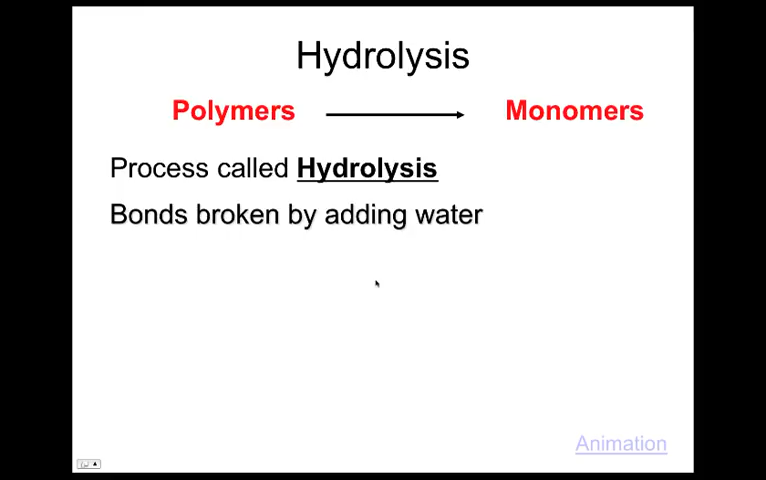 Hydrolysis
Polymers Monomers
Process called Hydrolysis
Bonds broken by adding water
Animation